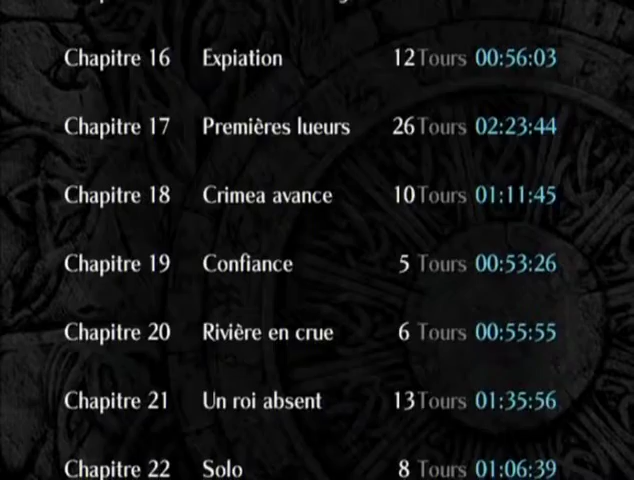 Chapitre 16 Expiation 12 Tours 00:56:03
Chapitre 17 Premières lueurs 26 Tours 02:23:44
Chapitre 18 Crimea avance 10 Tours 01:11:45
Chapitre 19 Confiance 5 Tours 00:53:26
Chapitre 20 Rivière en crue 6 Tours 00:55:55
Chapitre 21 Un roi absent 13 Tours 01:35:56
Chapitre 22 Solo 8 Tours 01:06:39